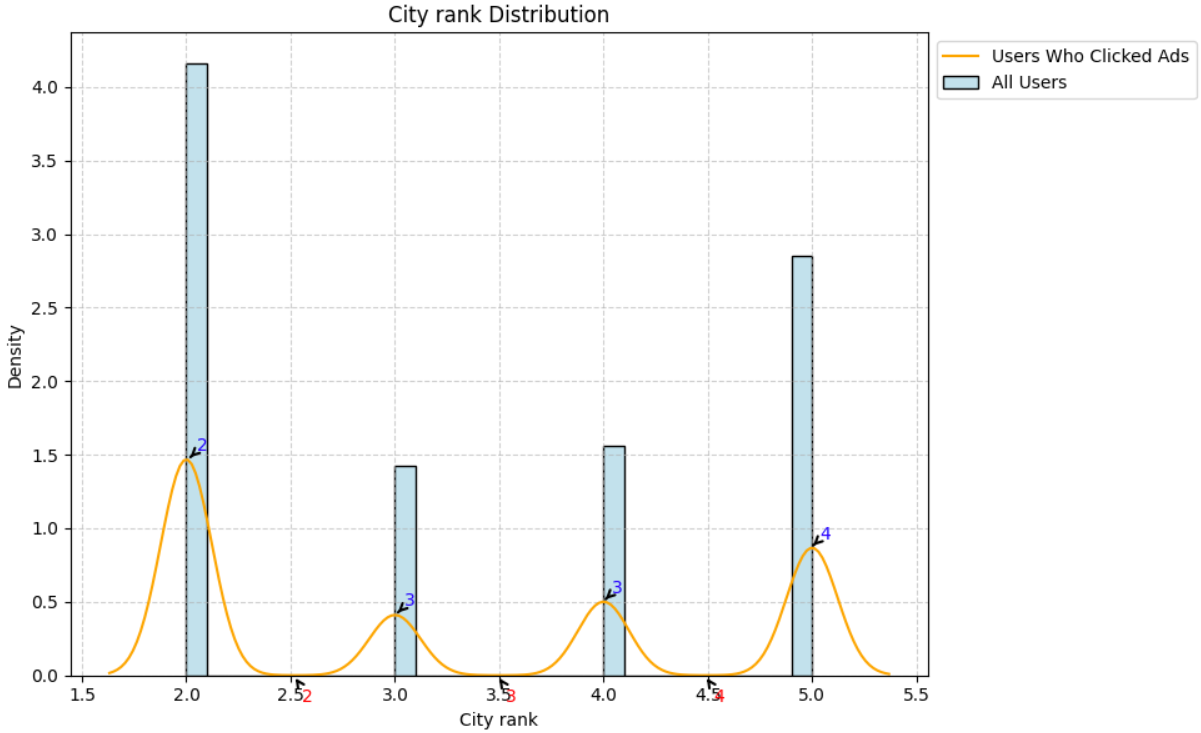 City rank Distribution
Users Who Clicked Ads
All Users
Density
4.0
3.5
3.0
2.5
2.0
1.5
1.0
0.5
0.0
2
3
3
4
1.5 2.0 2.5 3.0 3.5 4.0 4.5 5.0 5.5
2 3 4
City rank